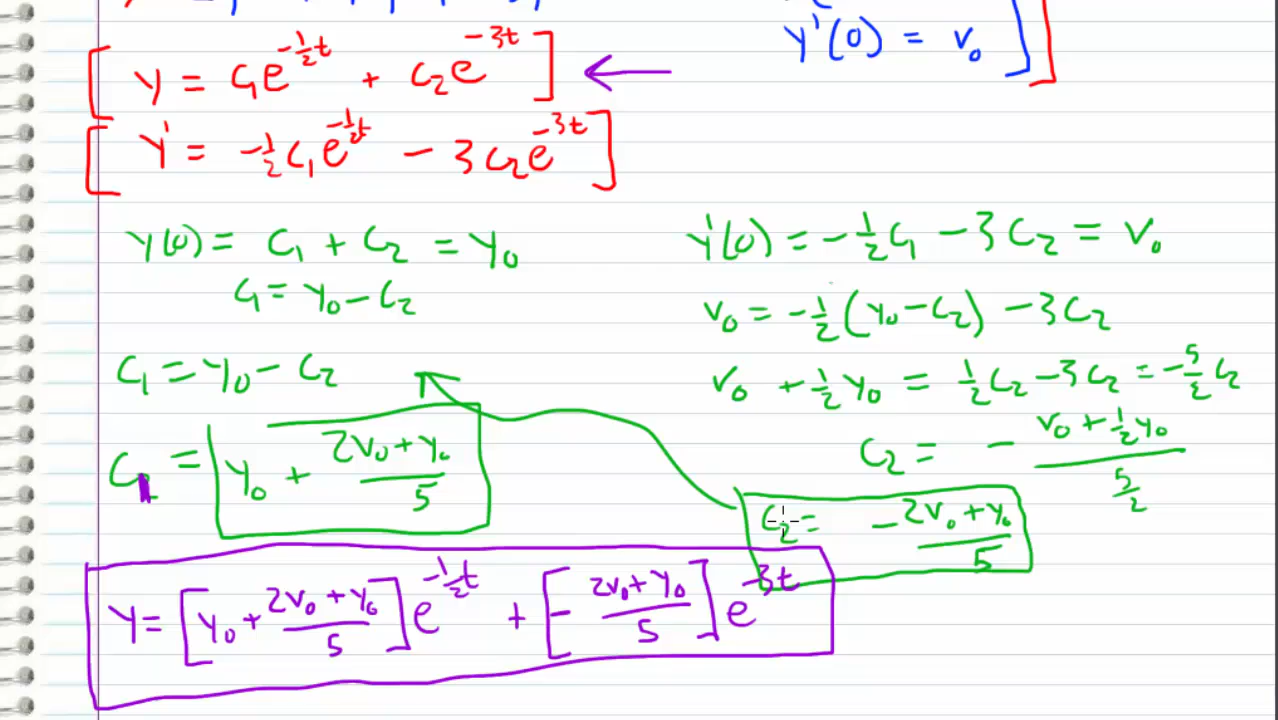 y'(0) = v₀
y = c₁e^{-½t} + c₂e^{-3t}
y' = -½c₁e^{-½t} - 3c₂e^{-3t}
y(0) = c₁ + c₂ = y₀
c₁ = y₀ - c₂
y'(0) = -½c₁ - 3c₂ = v₀
v₀ = -½(y₀ - c₂) - 3c₂
v₀ + ½y₀ = ½c₂ - 3c₂ = -5/2 c₂
c₂ = - (v₀ + ½y₀)/(5/2)
c₂ = - (2v₀ + y₀)/5
c₁ = y₀ - c₂
c₁ = y₀ + (2v₀ + y₀)/5
y = [y₀ + (2v₀ + y₀)/5] e^{-½t} + [- (2v₀ + y₀)/5] e^{-3t}